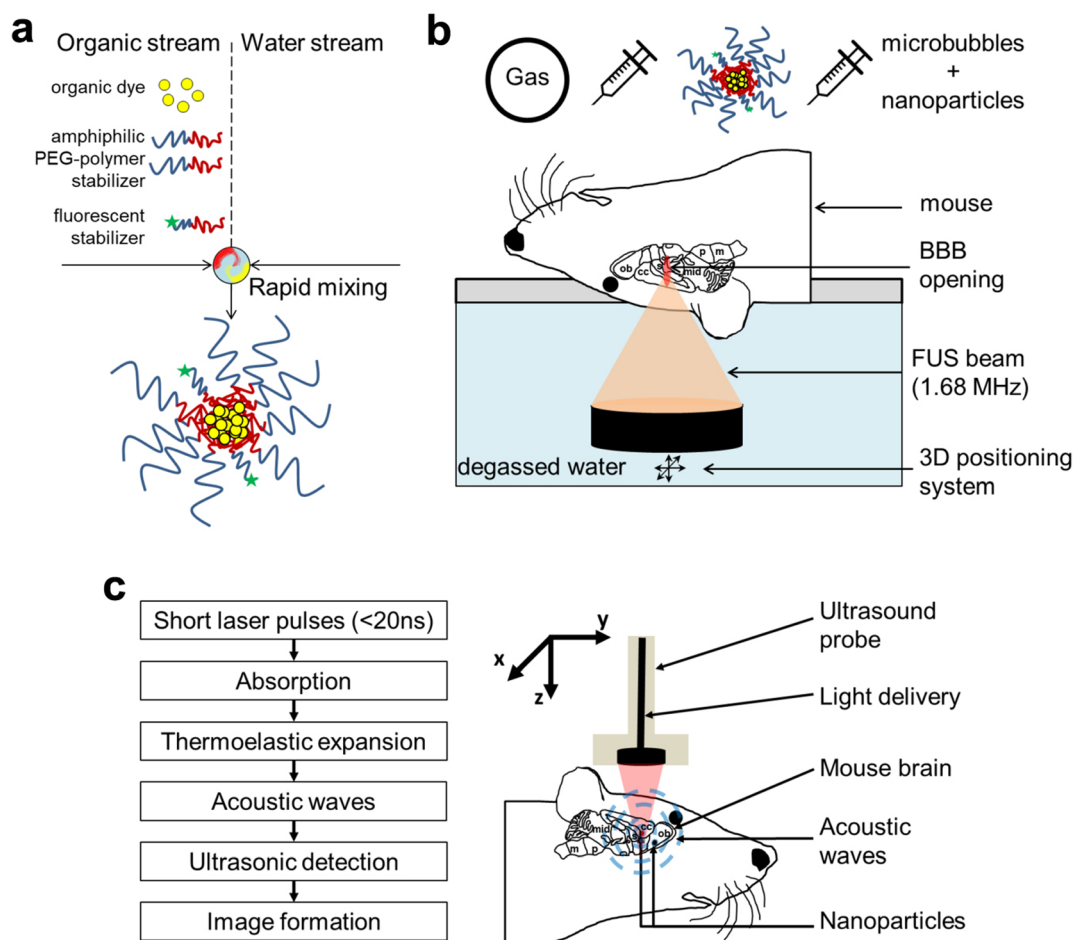 a
Organic stream
Water stream
organic dye
amphiphilic
PEG-polymer
stabilizer
fluorescent
stabilizer
Rapid mixing
b
Gas
microbubbles
+
nanoparticles
mouse
ob
cc
mid
p
m
BBB
opening
FUS beam
(1.68 MHz)
degassed water
3D positioning
system
c
Short laser pulses (<20ns)
Absorption
Thermoelastic expansion
Acoustic waves
Ultrasonic detection
Image formation
x
y
z
Ultrasound
probe
Light delivery
Mouse brain
Acoustic
waves
Nanoparticles
mid
cc
ob
m
p